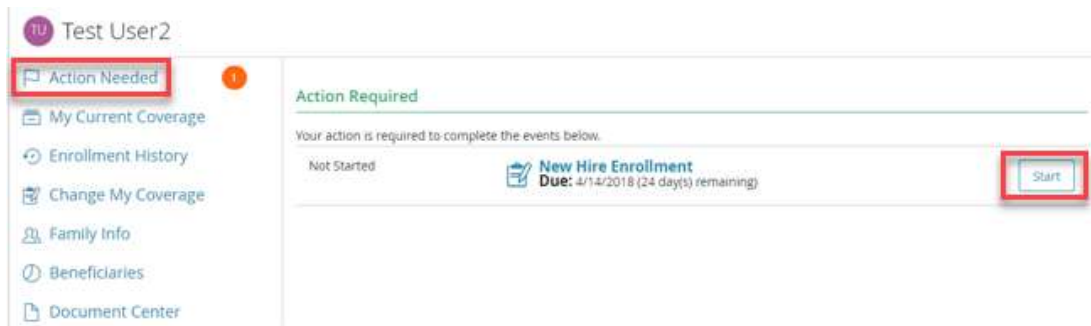 TU Test User2
Action Needed 1
My Current Coverage
Enrollment History
Change My Coverage
Family Info
Beneficiaries
Document Center
Action Required
Your action is required to complete the events below.
Not Started
New Hire Enrollment
Due: 4/14/2018 (24 day(s) remaining)
Start